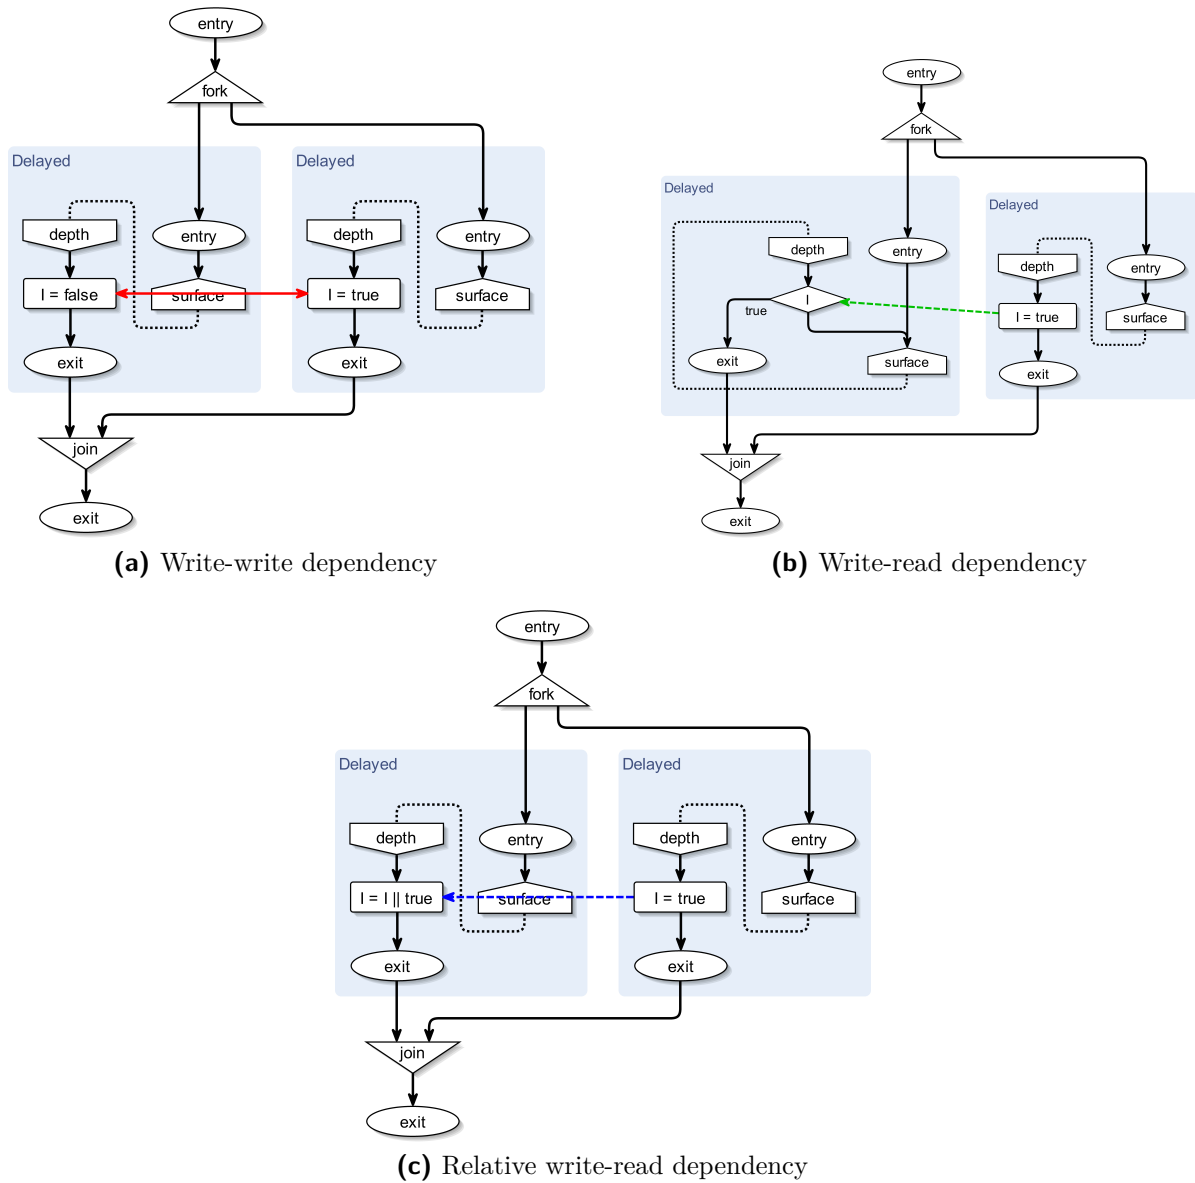 entry
fork
Delayed
Delayed
depth
entry
depth
entry
I = false
surface
I = true
surface
exit
exit
join
exit
(a) Write-write dependency
entry
fork
Delayed
Delayed
depth
entry
depth
entry
I
true
I = true
surface
exit
surface
exit
join
exit
(b) Write-read dependency
entry
fork
Delayed
Delayed
depth
entry
depth
entry
I = I || true
surface
I = true
surface
exit
exit
join
exit
(c) Relative write-read dependency